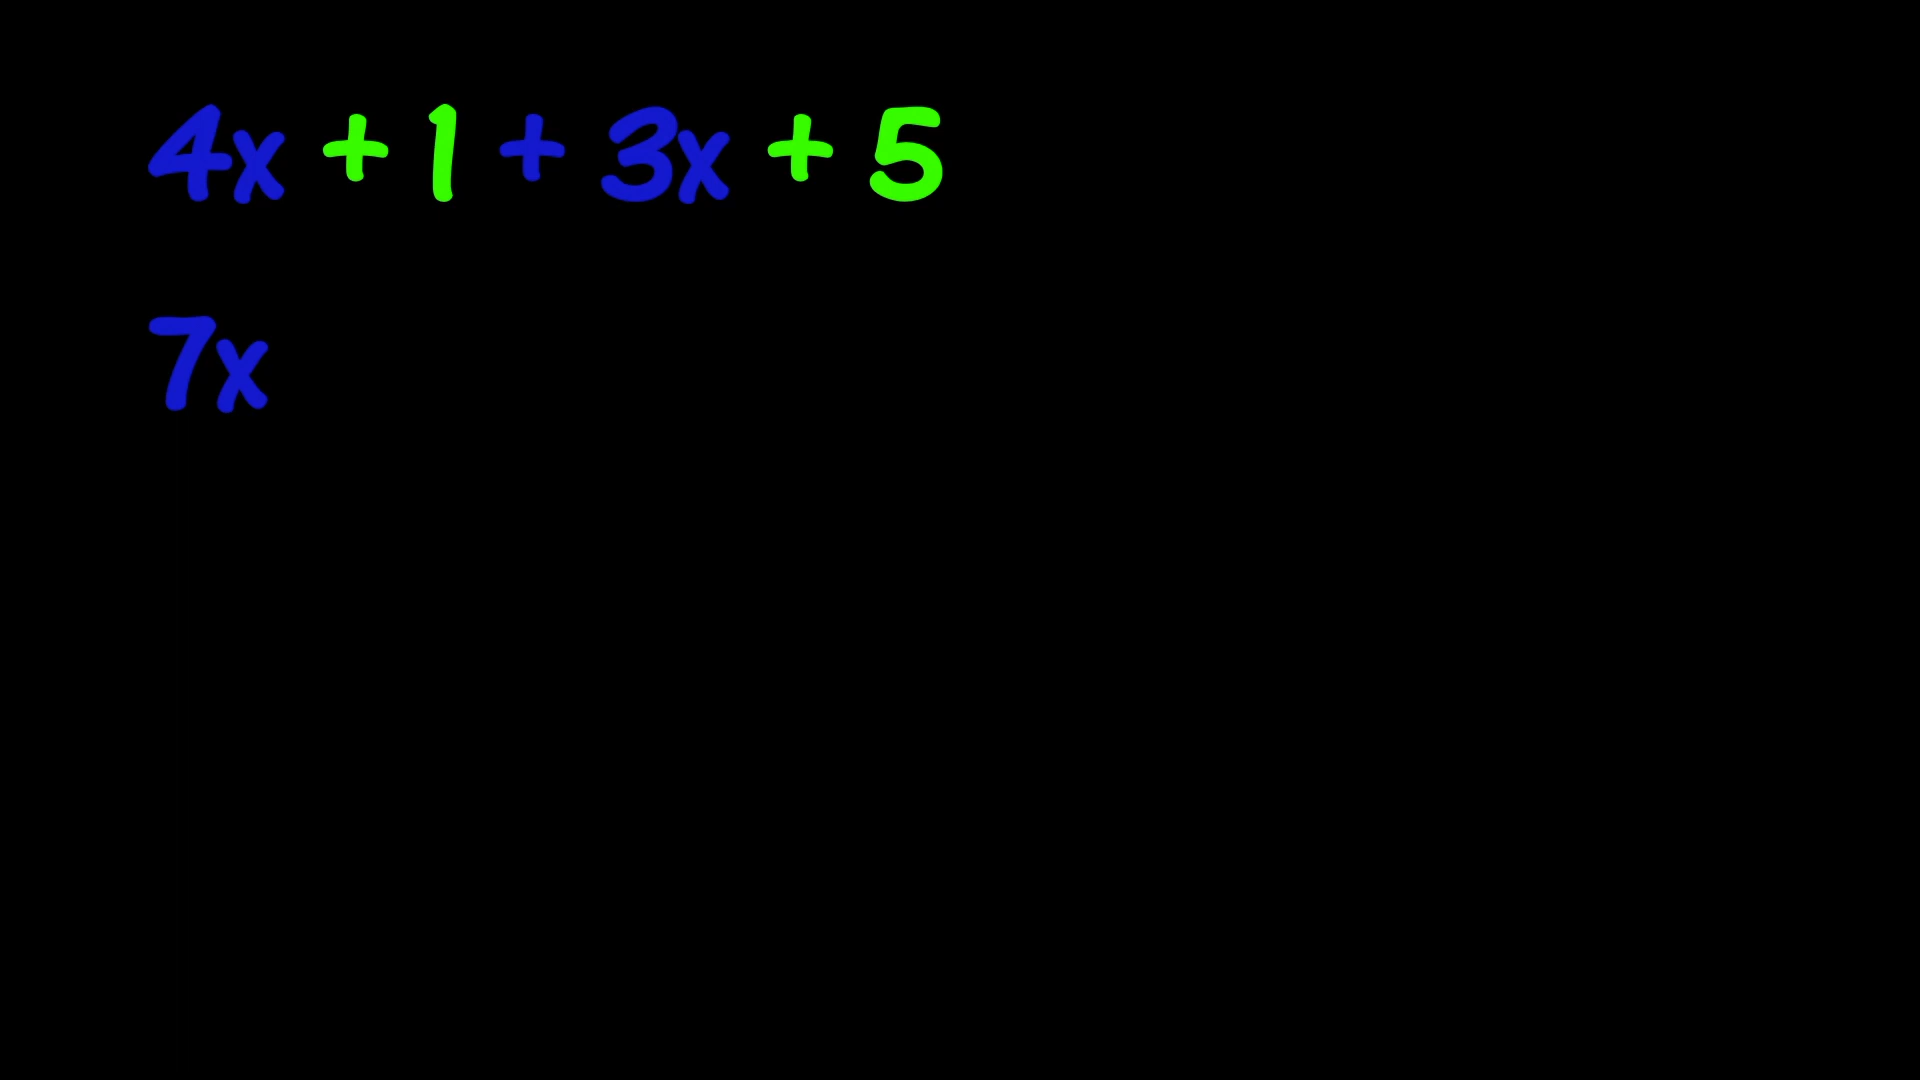 4x + 1 + 3x + 5
7x